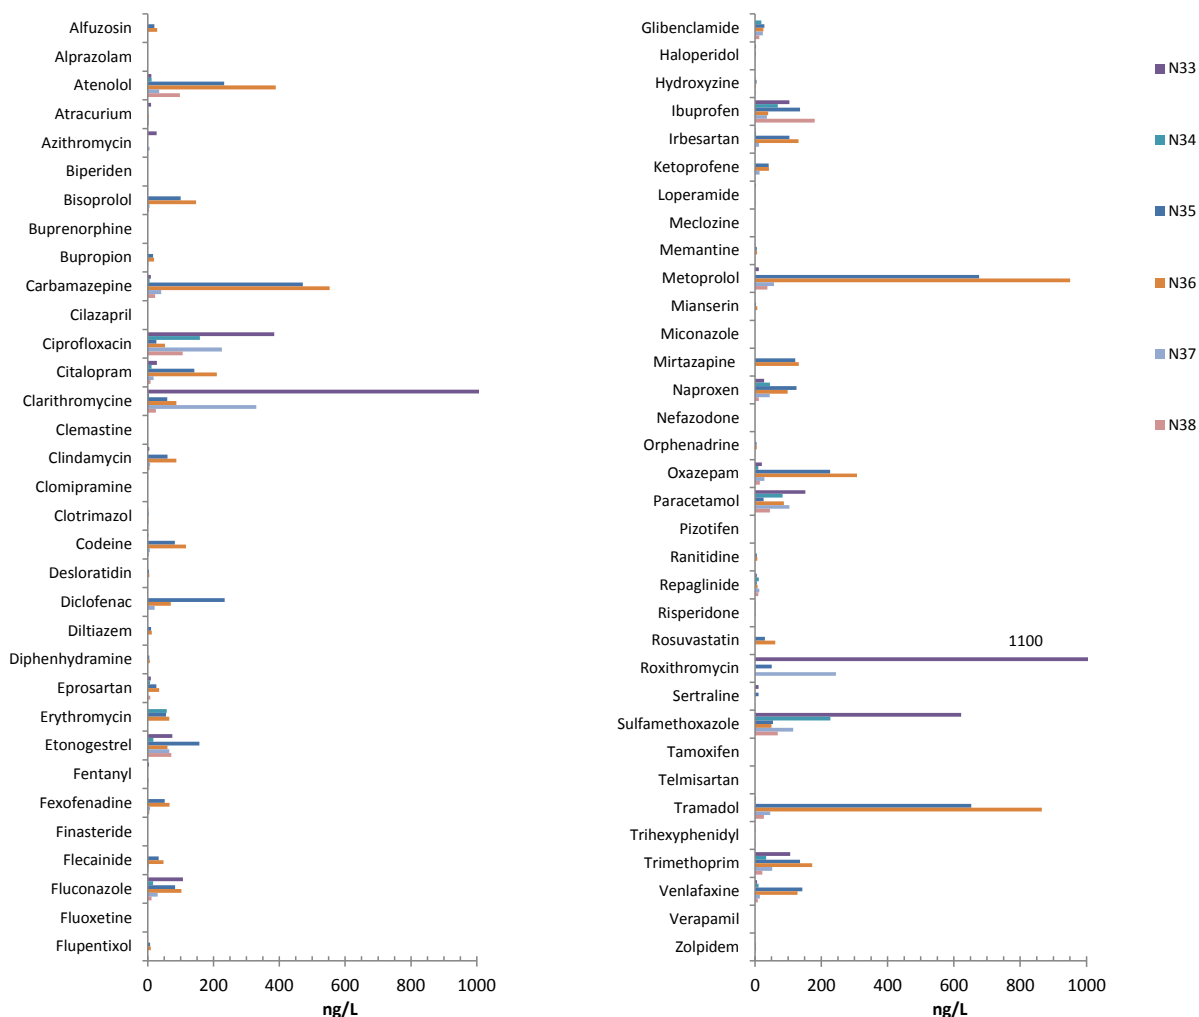 Alfuzosin
Alprazolam
Atenolol
Atracurium
Azithromycin
Biperiden
Bisoprolol
Buprenorphine
Bupropion
Carbamazepine
Cilazapril
Ciprofloxacin
Citalopram
Clarithromycine
Clemastine
Clindamycin
Clomipramine
Clotrimazol
Codeine
Desloratidin
Diclofenac
Diltiazem
Diphenhydramine
Eprosartan
Erythromycin
Etonogestrel
Fentanyl
Fexofenadine
Finasteride
Flecainide
Fluconazole
Fluoxetine
Flupentixol
0 200 400 600 800 1000
ng/L
Glibenclamide
Haloperidol
Hydroxyzine
Ibuprofen
Irbesartan
Ketoprofene
Loperamide
Meclozine
Memantine
Metoprolol
Mianserin
Miconazole
Mirtazapine
Naproxen
Nefazodone
Orphenadrine
Oxazepam
Paracetamol
Pizotifen
Ranitidine
Repaglinide
Risperidone
Rosuvastatin
1100
Roxithromycin
Sertraline
Sulfamethoxazole
Tamoxifen
Telmisartan
Tramadol
Trihexyphenidyl
Trimethoprim
Venlafaxine
Verapamil
Zolpidem
0 200 400 600 800 1000
ng/L
N33
N34
N35
N36
N37
N38